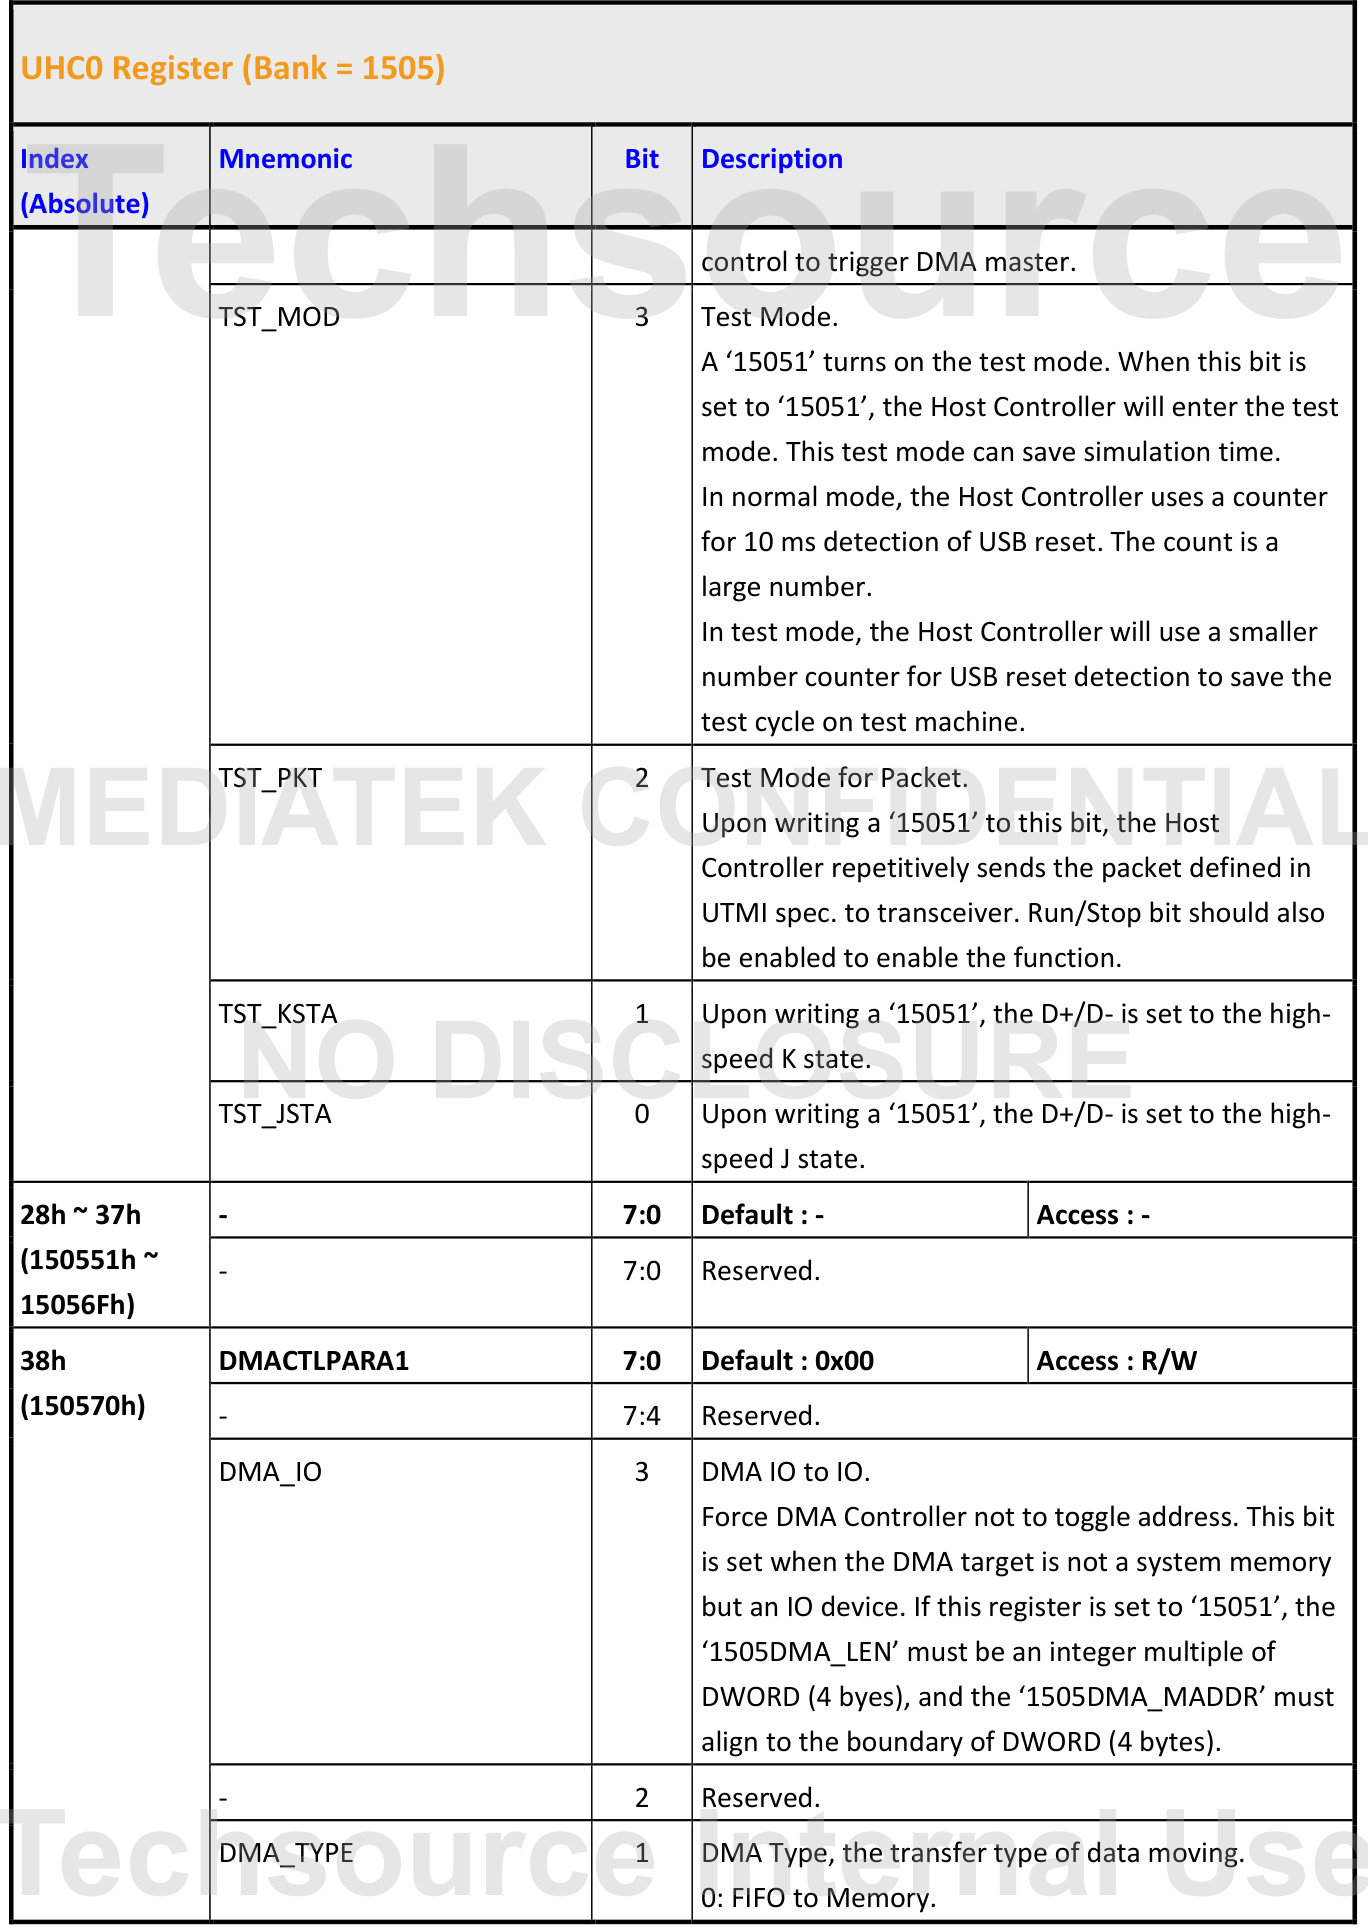 UHC0 Register (Bank = 1505)
Index
(Absolute)
Mnemonic
Bit
Description
control to trigger DMA master.
TST_MOD
3
Test Mode.
A ‘15051’ turns on the test mode. When this bit is
set to ‘15051’, the Host Controller will enter the test
mode. This test mode can save simulation time.
In normal mode, the Host Controller uses a counter
for 10 ms detection of USB reset. The count is a
large number.
In test mode, the Host Controller will use a smaller
number counter for USB reset detection to save the
test cycle on test machine.
TST_PKT
2
Test Mode for Packet.
Upon writing a ‘15051’ to this bit, the Host
Controller repetitively sends the packet defined in
UTMI spec. to transceiver. Run/Stop bit should also
be enabled to enable the function.
TST_KSTA
1
Upon writing a ‘15051’, the D+/D- is set to the high-
speed K state.
TST_JSTA
0
Upon writing a ‘15051’, the D+/D- is set to the high-
speed J state.
28h ~ 37h
(150551h ~
15056Fh)
-
7:0
Default : -
Access : -
-
7:0
Reserved.
38h
(150570h)
DMACTLPARA1
7:0
Default : 0x00
Access : R/W
-
7:4
Reserved.
DMA_IO
3
DMA IO to IO.
Force DMA Controller not to toggle address. This bit
is set when the DMA target is not a system memory
but an IO device. If this register is set to ‘15051’, the
‘1505DMA_LEN’ must be an integer multiple of
DWORD (4 byes), and the ‘1505DMA_MADDR’ must
align to the boundary of DWORD (4 bytes).
-
2
Reserved.
DMA_TYPE
1
DMA Type, the transfer type of data moving.
0: FIFO to Memory.
Techsource
MEDIATEK CONFIDENTIAL
NO DISCLOSURE
Techsource Internal Use